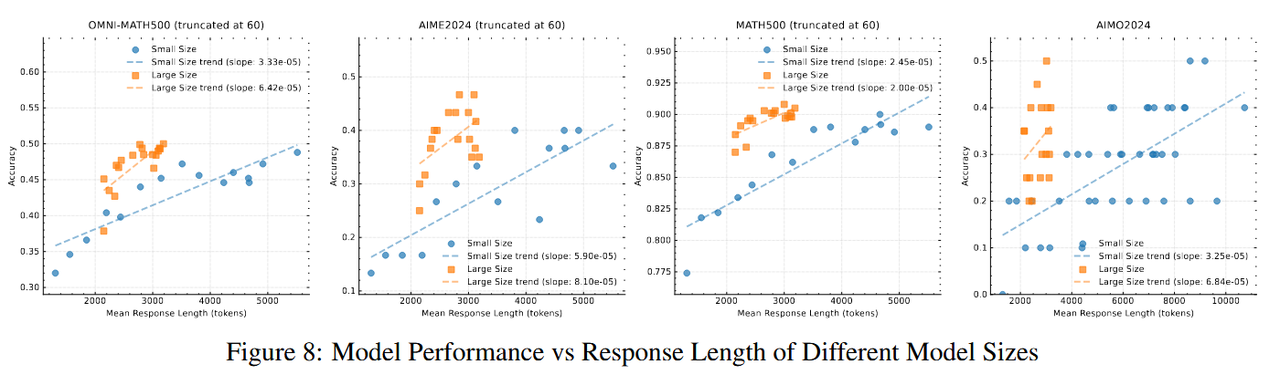 OMNI-MATH500 (truncated at 60)
Accuracy
0.60
0.55
0.50
0.45
0.40
0.35
0.30
Small Size
Small Size trend (slope: 3.33e-05)
Large Size
Large Size trend (slope: 6.42e-05)
2000 3000 4000 5000
Mean Response Length (tokens)
AIME2024 (truncated at 60)
Accuracy
0.5
0.4
0.3
0.2
0.1
Small Size
Small Size trend (slope: 5.90e-05)
Large Size
Large Size trend (slope: 8.10e-05)
2000 3000 4000 5000
Mean Response Length (tokens)
MATH500 (truncated at 60)
Accuracy
0.950
0.925
0.900
0.875
0.850
0.825
0.800
0.775
Small Size
Small Size trend (slope: 2.45e-05)
Large Size
Large Size trend (slope: 2.00e-05)
2000 3000 4000 5000
Mean Response Length (tokens)
AIMO2024
Accuracy
0.5
0.4
0.3
0.2
0.1
0.0
Small Size
Small Size trend (slope: 3.25e-05)
Large Size
Large Size trend (slope: 6.84e-05)
2000 4000 6000 8000 10000
Mean Response Length (tokens)
Figure 8: Model Performance vs Response Length of Different Model Sizes